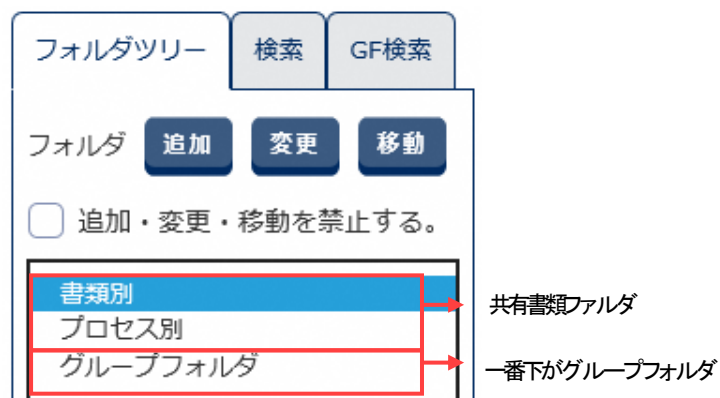 フォルダツリー 検索 GF検索
フォルダ 追加 変更 移動
追加・変更・移動を禁止する。
書類別
共有書類ファルダ
プロセス別
グループフォルダ
一番下がグループフォルダ